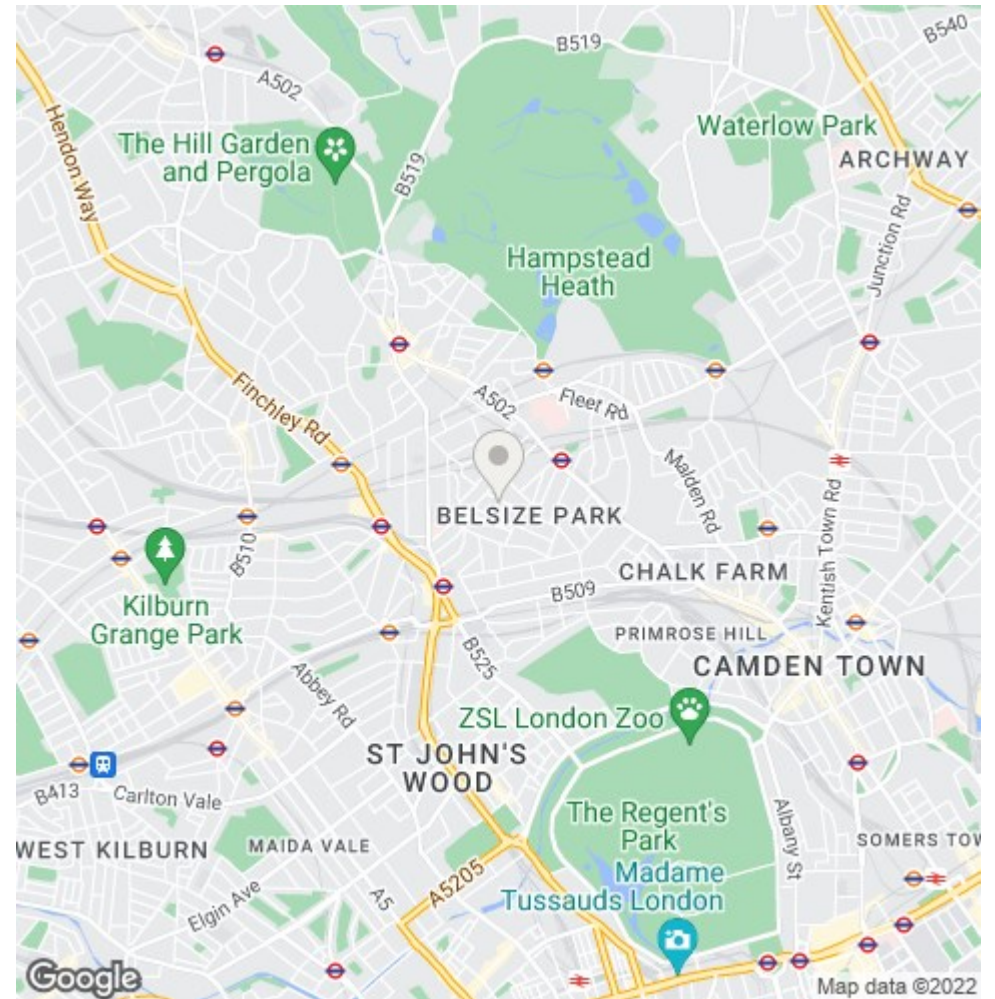 B519
B540
A502
Hendon Way
The Hill Garden
and Pergola
B519
Waterlow Park
ARCHWAY
Junction Rd
Hampstead
Heath
Finchley Rd
A502
Fleet Rd
Malden Rd
BELSIZE PARK
Kentish Town Rd
B510
CHALK FARM
B509
Kilburn
Grange Park
PRIMROSE HILL
B525
CAMDEN TOWN
Abbey Rd
ZSL London Zoo
ST JOHN'S
WOOD
B413
Carlton Vale
The Regent's
Park
Albany St
WEST KILBURN
MAIDA VALE
SOMERS TOW
Madame
Tussauds London
Elgin Ave
A5
A5205
Google
Map data ©2022